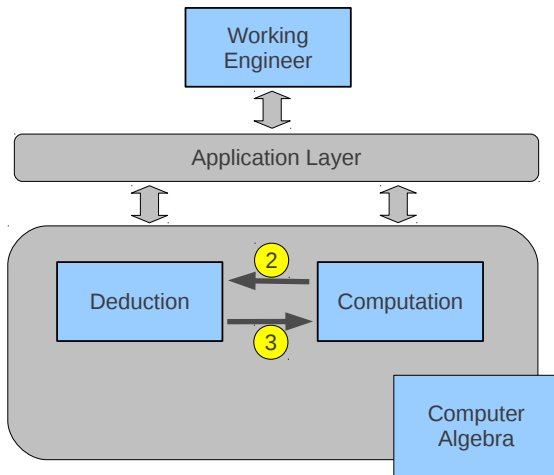 Working
Engineer
Application Layer
2
Deduction
Computation
3
Computer
Algebra